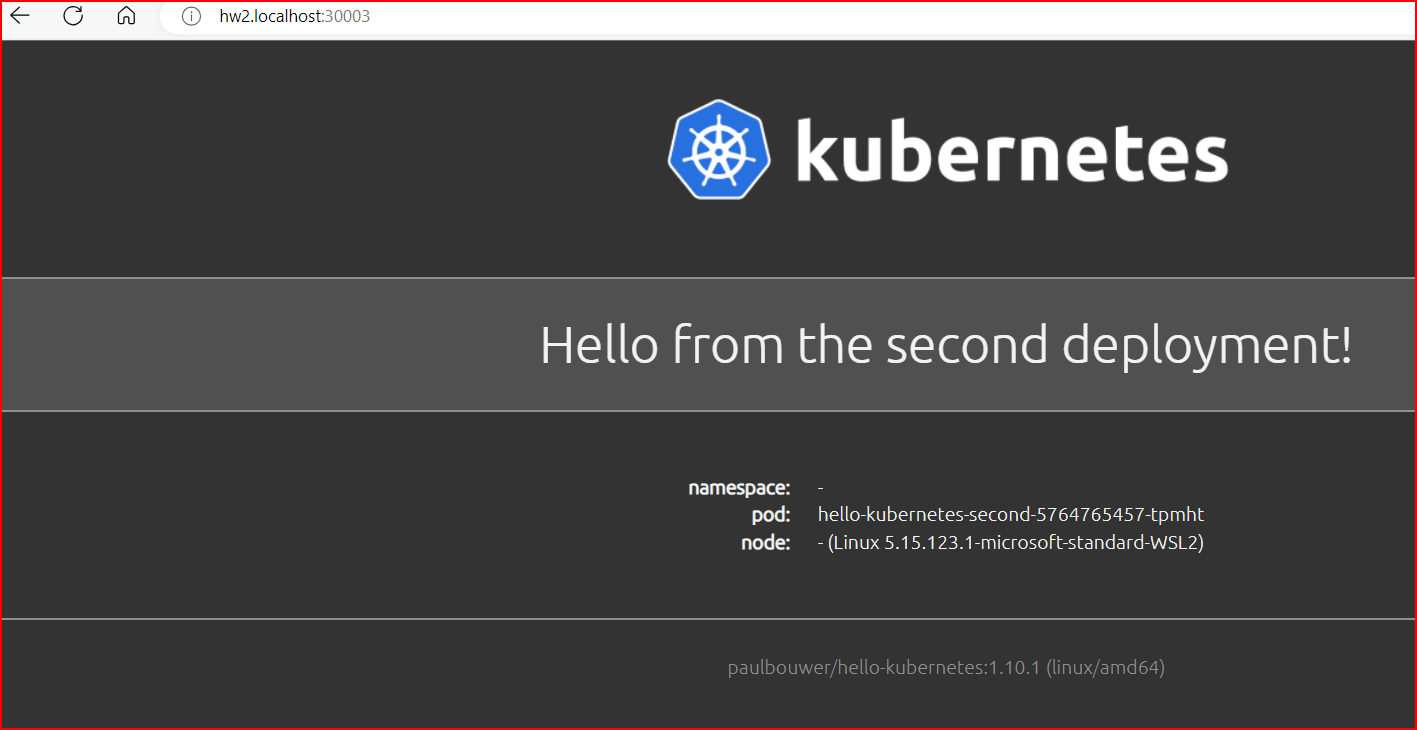 hw2.localhost:30003
kubernetes
Hello from the second deployment!
namespace: -
pod: hello-kubernetes-second-5764765457-tpmht
node: - (Linux 5.15.123.1-microsoft-standard-WSL2)
paulbouwer/hello-kubernetes:1.10.1 (linux/amd64)